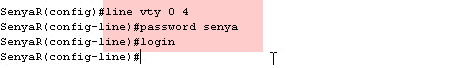 SenyaR(config)#line vty 0 4
SenyaR(config-line)#password senya
SenyaR(config-line)#login
SenyaR(config-line)#